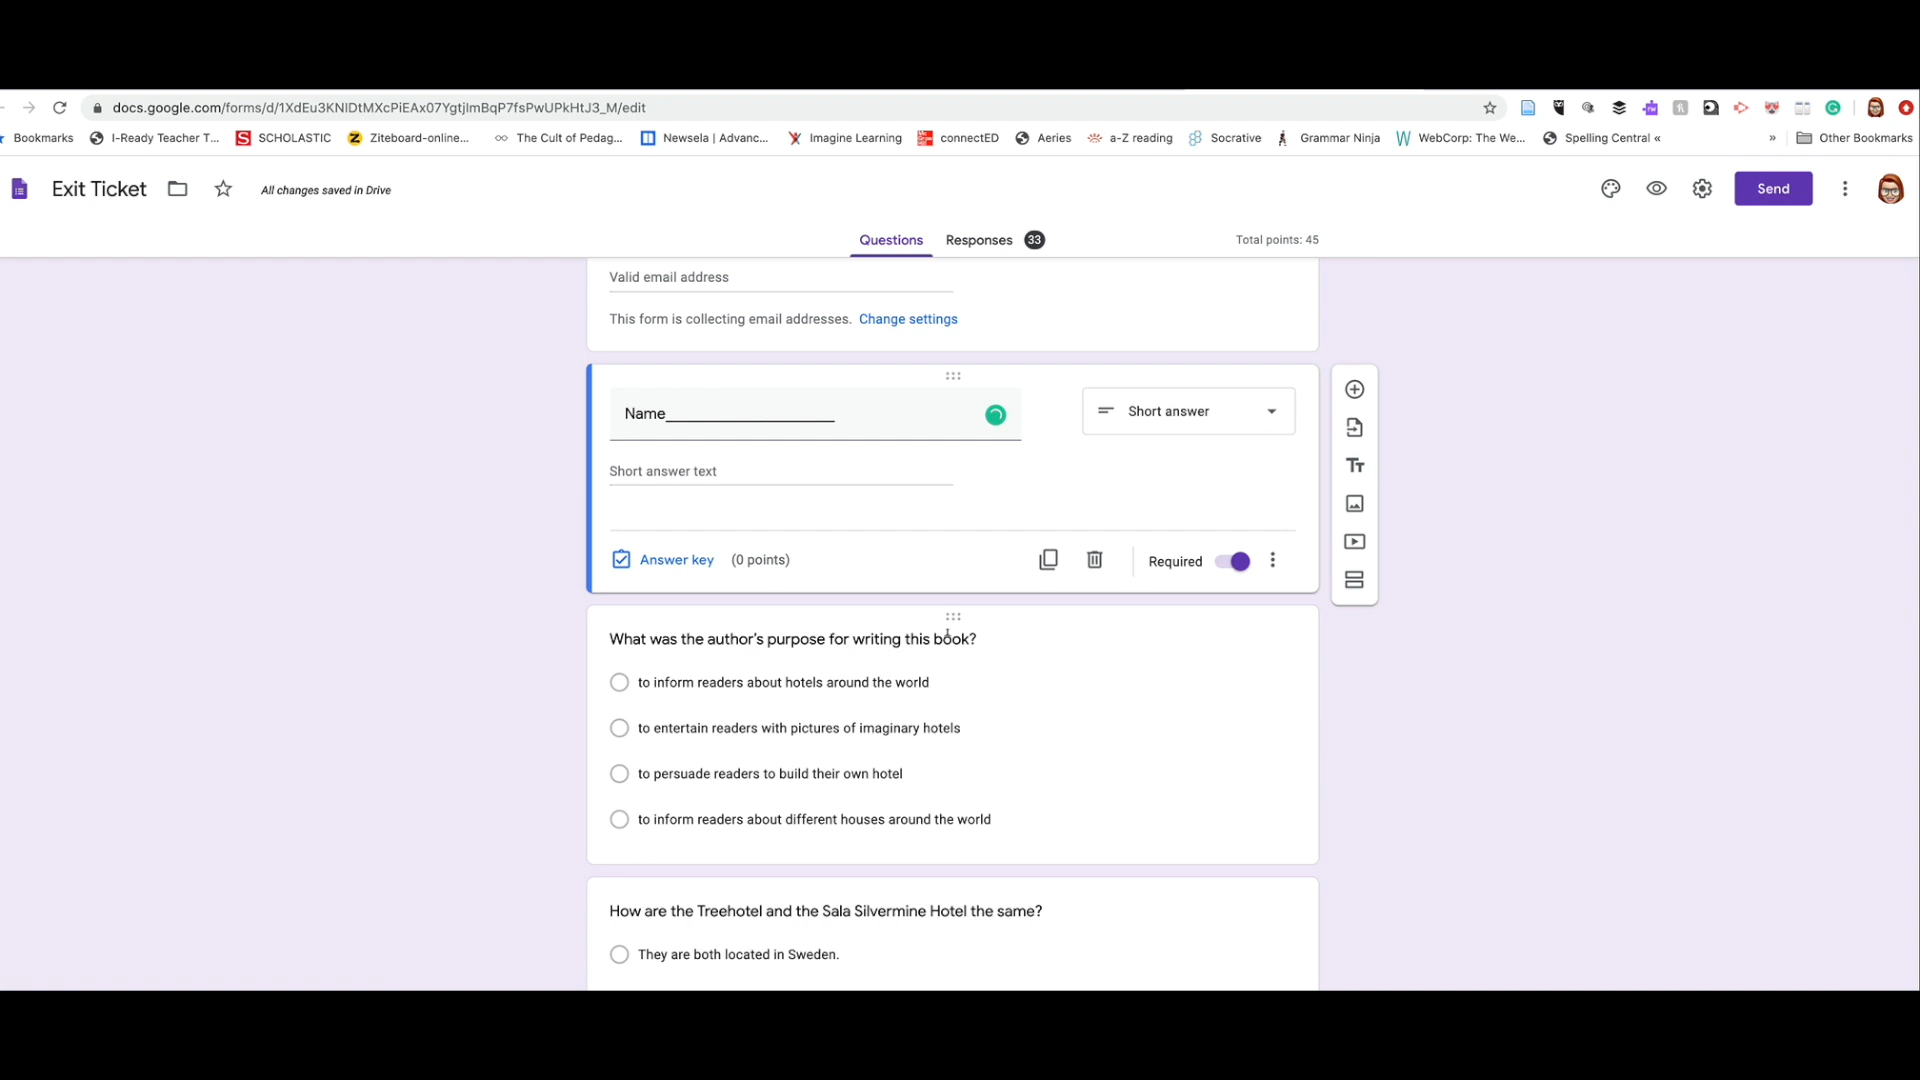 docs.google.com/forms/d/1XdEu3KNlDtMXcPiEAx07YgtjlmBqP7fsPwUPkHtJ3_M/edit
Bookmarks I-Ready Teacher T... SCHOLASTIC Ziteboard-online... The Cult of Pedag... Newsela | Advanc... Imagine Learning connectED Aeries a-Z reading Socrative Grammar Ninja WebCorp: The We... Spelling Central « » Other Bookmarks
Exit Ticket All changes saved in Drive Send
Questions Responses 33 Total points: 45
Valid email address
This form is collecting email addresses. Change settings
Name____________________ Short answer
Short answer text
Answer key (0 points) Required
What was the author's purpose for writing this book?
to inform readers about hotels around the world
to entertain readers with pictures of imaginary hotels
to persuade readers to build their own hotel
to inform readers about different houses around the world
How are the Treehotel and the Sala Silvermine Hotel the same?
They are both located in Sweden.